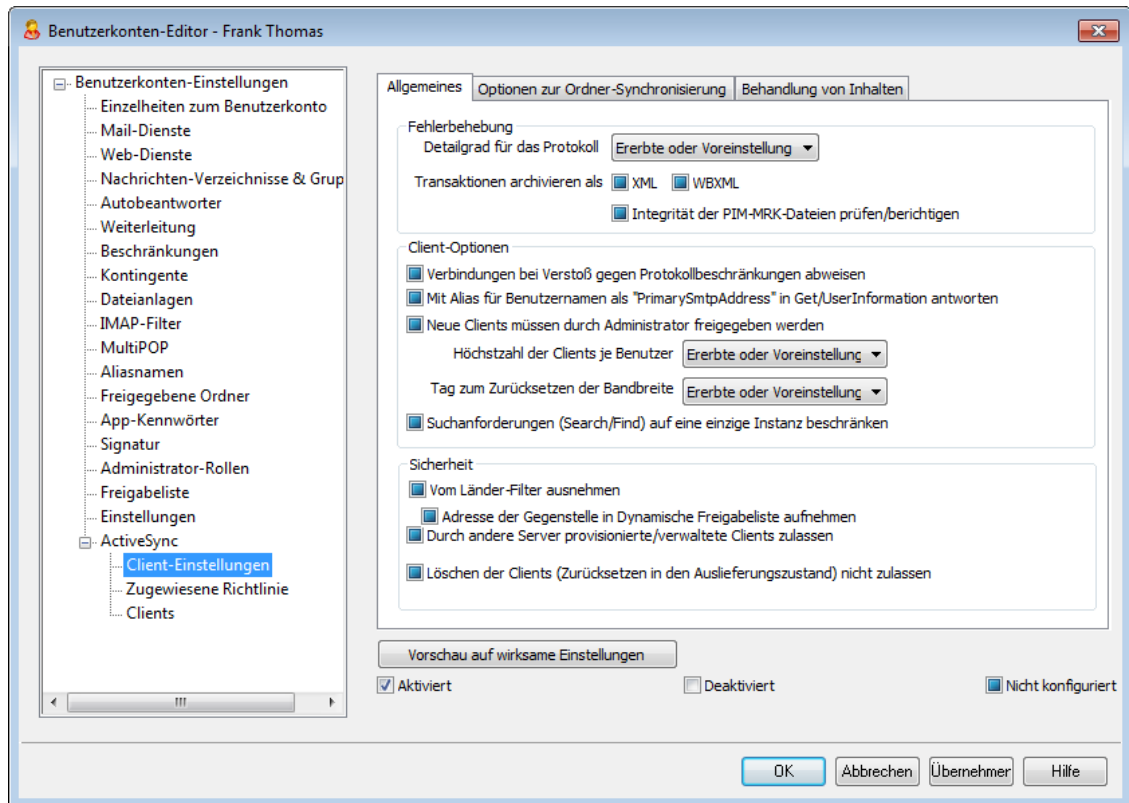 Benutzerkonten-Editor - Frank Thomas
Benutzerkonten-Einstellungen
Einzelheiten zum Benutzerkonto
Mail-Dienste
Web-Dienste
Nachrichten-Verzeichnisse & Grup
Autobeantworter
Weiterleitung
Beschränkungen
Kontingente
Dateianlagen
IMAP-Filter
MultiPOP
Aliasnamen
Freigegebene Ordner
App-Kennwörter
Signatur
Administrator-Rollen
Freigabeliste
Einstellungen
ActiveSync
Client-Einstellungen
Zugewiesene Richtlinie
Clients
Allgemeines Optionen zur Ordner-Synchronisierung Behandlung von Inhalten
Fehlerbehebung
Detailgrad für das Protokoll Ererbte oder Voreinstellung
Transaktionen archivieren als XML WBXML
Integrität der PIM-MRK-Dateien prüfen/berichtigen
Client-Optionen
Verbindungen bei Verstoß gegen Protokollbeschränkungen abweisen
Mit Alias für Benutzernamen als "PrimarySmtpAddress" in Get/UserInformation antworten
Neue Clients müssen durch Administrator freigegeben werden
Höchstzahl der Clients je Benutzer Ererbte oder Voreinstellung
Tag zum Zurücksetzen der Bandbreite Ererbte oder Voreinstellung
Suchanforderungen (Search/Find) auf eine einzige Instanz beschränken
Sicherheit
Vom Länder-Filter ausnehmen
Adresse der Gegenstelle in Dynamische Freigabeliste aufnehmen
Durch andere Server provisionierte/verwaltete Clients zulassen
Löschen der Clients (Zurücksetzen in den Auslieferungszustand) nicht zulassen
Vorschau auf wirksame Einstellungen
Aktiviert Deaktiviert Nicht konfiguriert
OK Abbrechen Übernehmer Hilfe